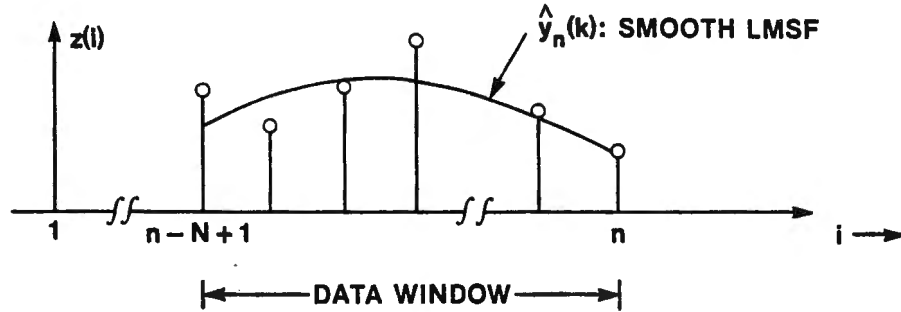 z(i)
ŷₙ(k): SMOOTH LMSF
1
n – N + 1
n
i
DATA WINDOW